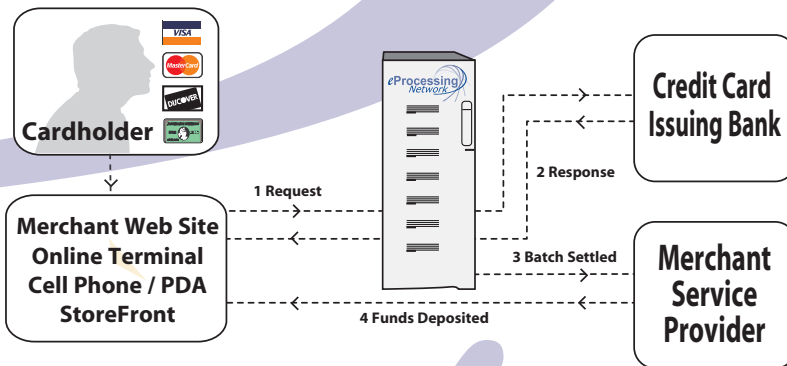 VISA
MasterCard
DISCOVER
Cardholder
eProcessing
Network
Credit Card
Issuing Bank
1 Request
2 Response
Merchant Web Site
Online Terminal
Cell Phone / PDA
StoreFront
3 Batch Settled
4 Funds Deposited
Merchant
Service
Provider